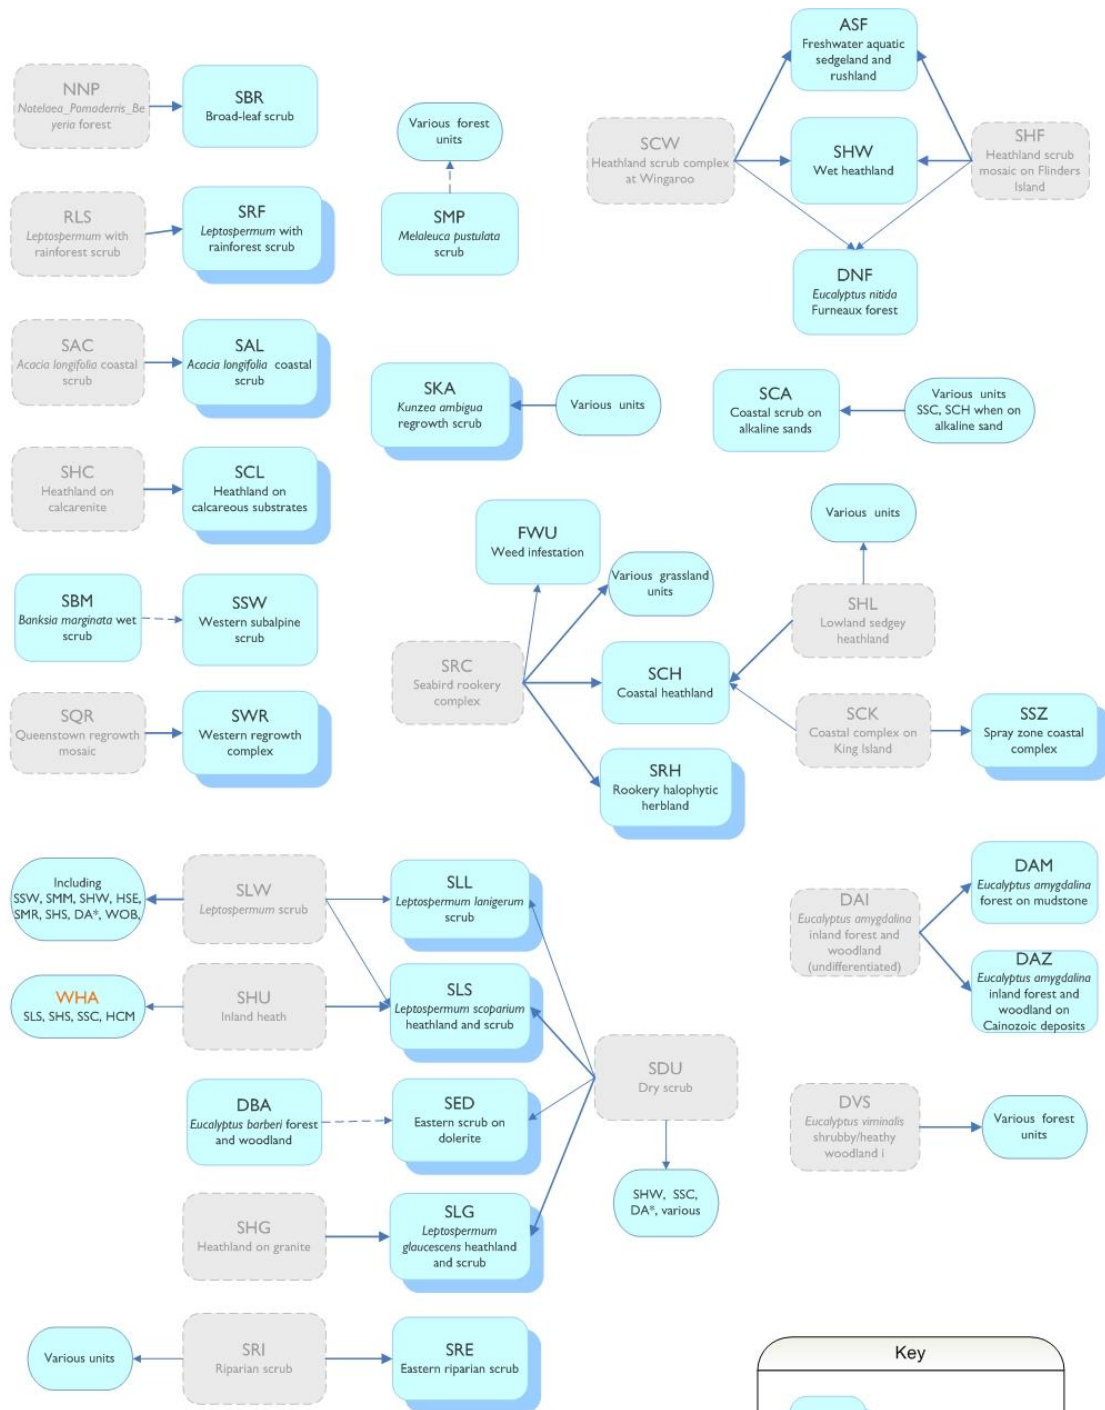 NNP
Notelaea_Pomaderris_Be
yeria forest
SBR
Broad-leaf scrub
Various forest
units
SMP
Melaleuca pustulata
scrub
ASF
Freshwater aquatic
sedgeland and
rushland
SCW
Heathland scrub complex
at Wingaroo
SHW
Wet heathland
SHF
Heathland scrub
mosaic on Flinders
Island
DNF
Eucalyptus nitida
Furneaux forest
RLS
Leptospermum with
rainforest scrub
SRF
Leptospermum with
rainforest scrub
SAC
Acacia longifolia coastal
scrub
SAL
Acacia longifolia coastal
scrub
SKA
Kunzea ambigua
regrowth scrub
Various units
SCA
Coastal scrub on
alkaline sands
Various units
SSC, SCH when on
alkaline sand
SHC
Heathland on
calcarenite
SCL
Heathland on
calcareous substrates
SBM
Banksia marginata wet
scrub
SSW
Western subalpine
scrub
SQR
Queenstown regrowth
mosaic
SWR
Western regrowth
complex
FWU
Weed infestation
Various grassland
units
Various units
SHL
Lowland sedgey
heathland
SRC
Seabird rookery
complex
SCH
Coastal heathland
SCK
Coastal complex on
King Island
SSZ
Spray zone coastal
complex
SRH
Rookery halophytic
herbland
Including
SSW, SMM, SHW, HSE,
SMR, SHS, DA*, WOB,
SLW
Leptospermum scrub
SLL
Leptospermum lanigerum
scrub
WHA
SLS, SHS, SSC, HCM
SHU
Inland heath
SLS
Leptospermum scoparium
heathland and scrub
DBA
Eucalyptus barberi forest
and woodland
SED
Eastern scrub on
dolerite
SDU
Dry scrub
SHW, SSC,
DA*, various
SHG
Heathland on granite
SLG
Leptospermum
glaucescens heathland
and scrub
Various units
SRI
Riparian scrub
SRE
Eastern riparian scrub
DAI
Eucalyptus amygdalina
inland forest and
woodland
(undifferentiated)
DAM
Eucalyptus amygdalina
forest on mudstone
DAZ
Eucalyptus amygdalina
inland forest and
woodland on
Cainozoic deposits
DVS
Eucalyptus viminalis
shrubby/heathy
woodland i
Various forest
units
Key